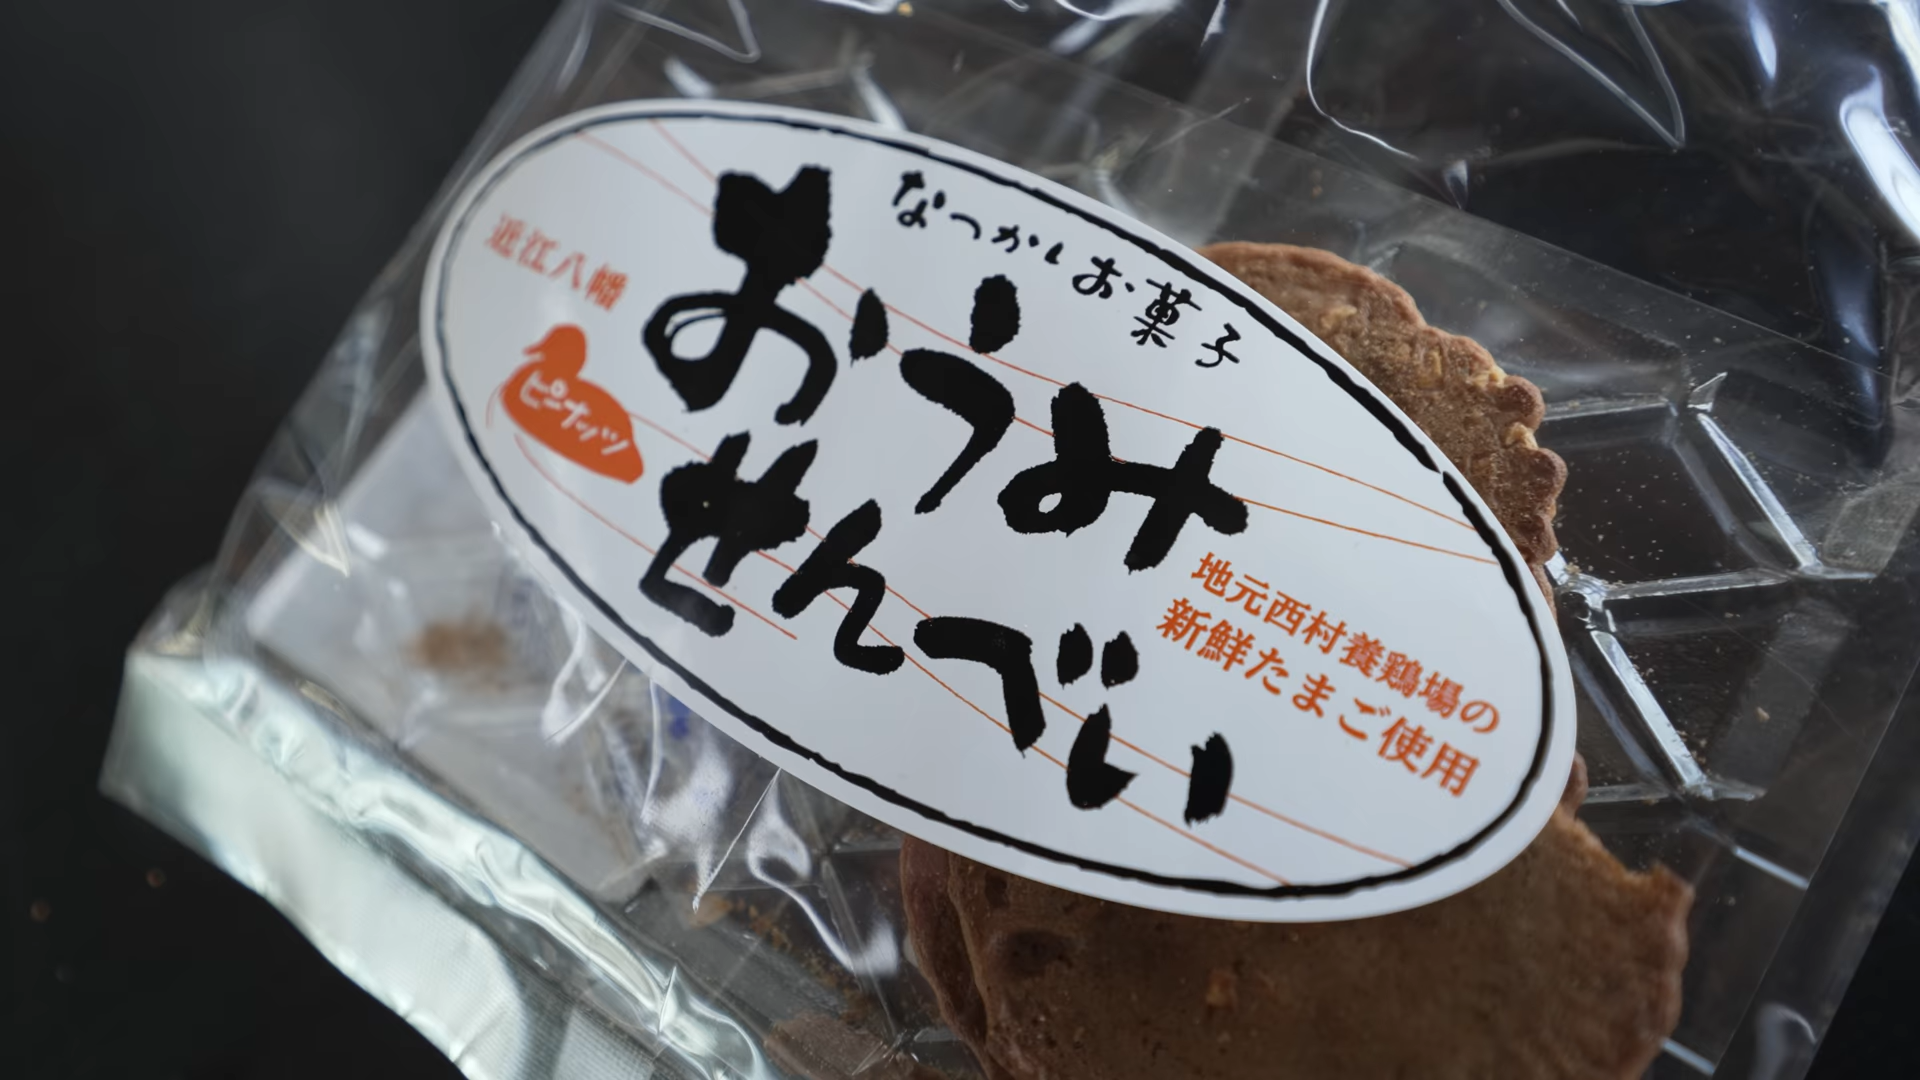 なつかしお菓子
近江八幡
おうみ
せんべい
ピーナッツ
地元西村養鶏場の
新鮮たまご使用